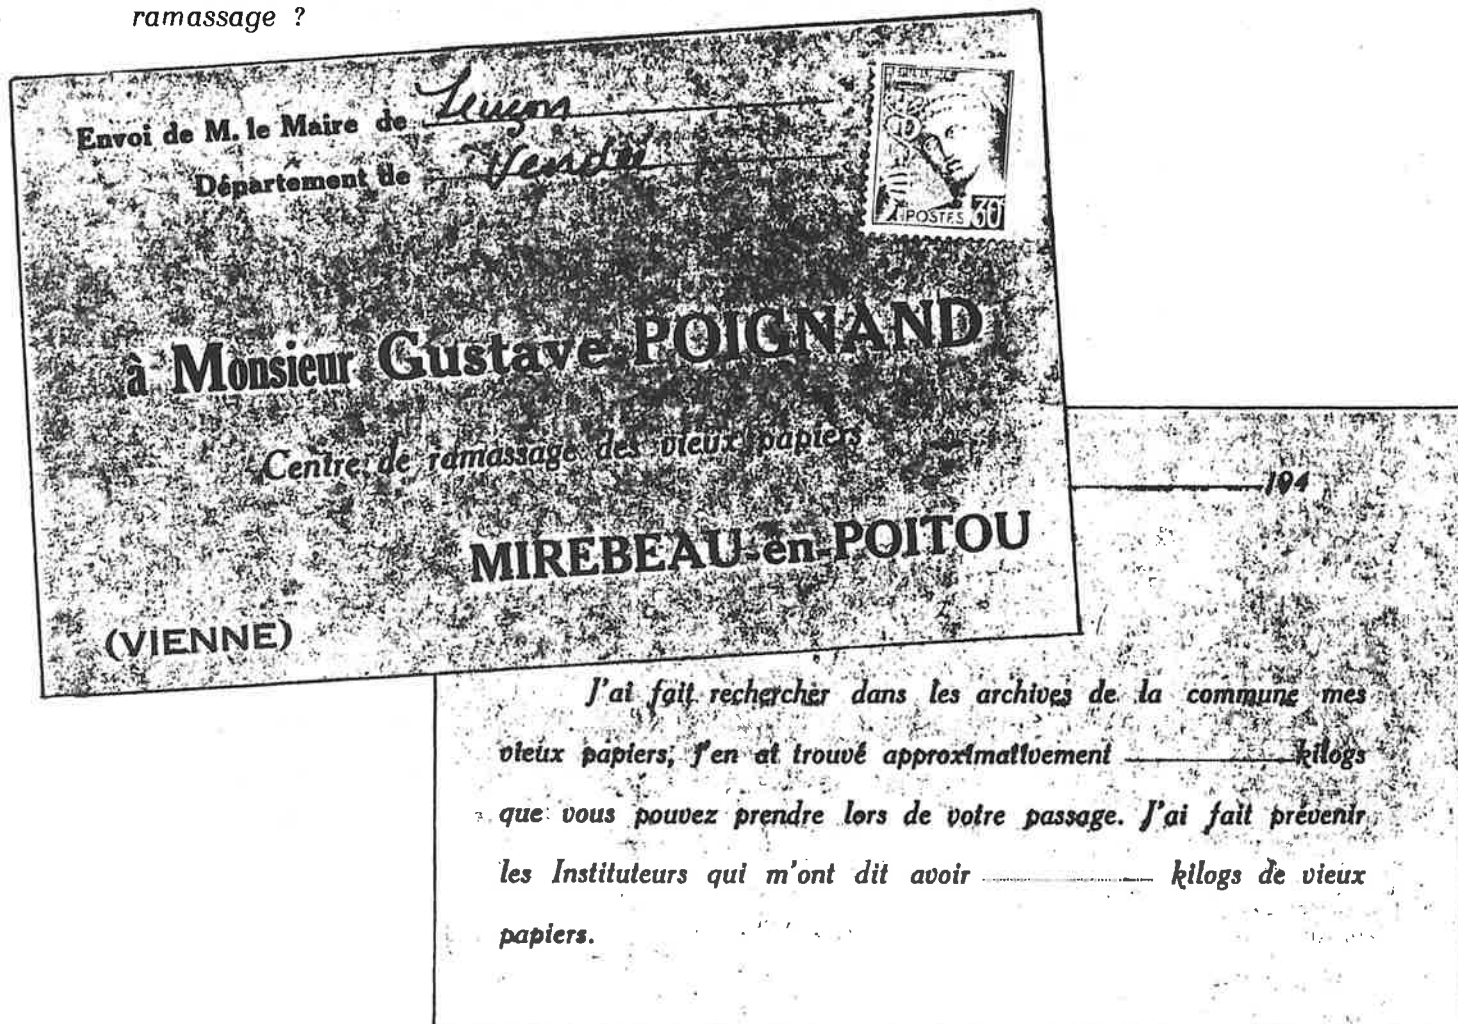 ramassage ?
Envoi de M. le Maire de Luçon
Département de Vendée
POSTES 30
à Monsieur Gustave POIGNAND
Centre de ramassage des vieux papiers
MIREBEAU-en-POITOU
(VIENNE)
194
J'ai fait rechercher dans les archives de la commune mes
vieux papiers, j'en ai trouvé approximativement kilogs
que vous pouvez prendre lors de votre passage. J'ai fait prévenir
les Instituteurs qui m'ont dit avoir kilogs de vieux
papiers.